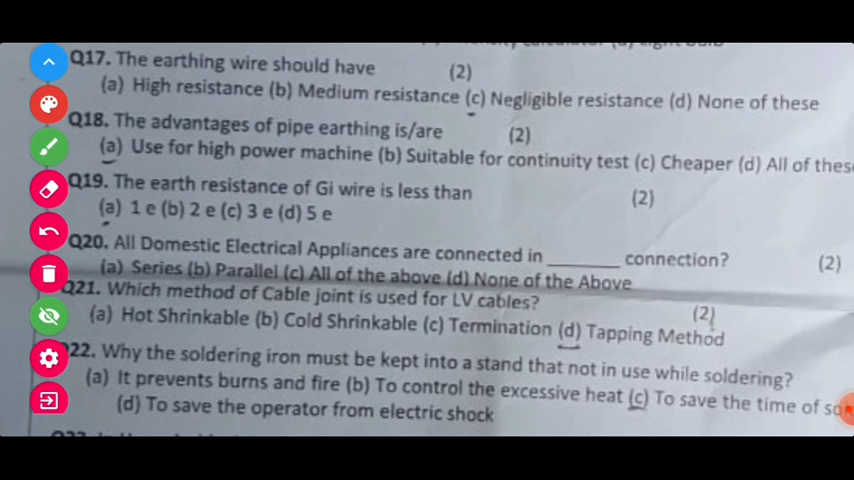 Q17. The earthing wire should have (2)
(a) High resistance (b) Medium resistance (c) Negligible resistance (d) None of these
Q18. The advantages of pipe earthing is/are (2)
(a) Use for high power machine (b) Suitable for continuity test (c) Cheaper (d) All of thes
Q19. The earth resistance of Gi wire is less than (2)
(a) 1 e (b) 2 e (c) 3 e (d) 5 e
Q20. All Domestic Electrical Appliances are connected in ________ connection? (2)
(a) Series (b) Parallel (c) All of the above (d) None of the Above
Q21. Which method of Cable joint is used for LV cables? (2)
(a) Hot Shrinkable (b) Cold Shrinkable (c) Termination (d) Tapping Method
22. Why the soldering iron must be kept into a stand that not in use while soldering?
(a) It prevents burns and fire (b) To control the excessive heat (c) To save the time of so
(d) To save the operator from electric shock